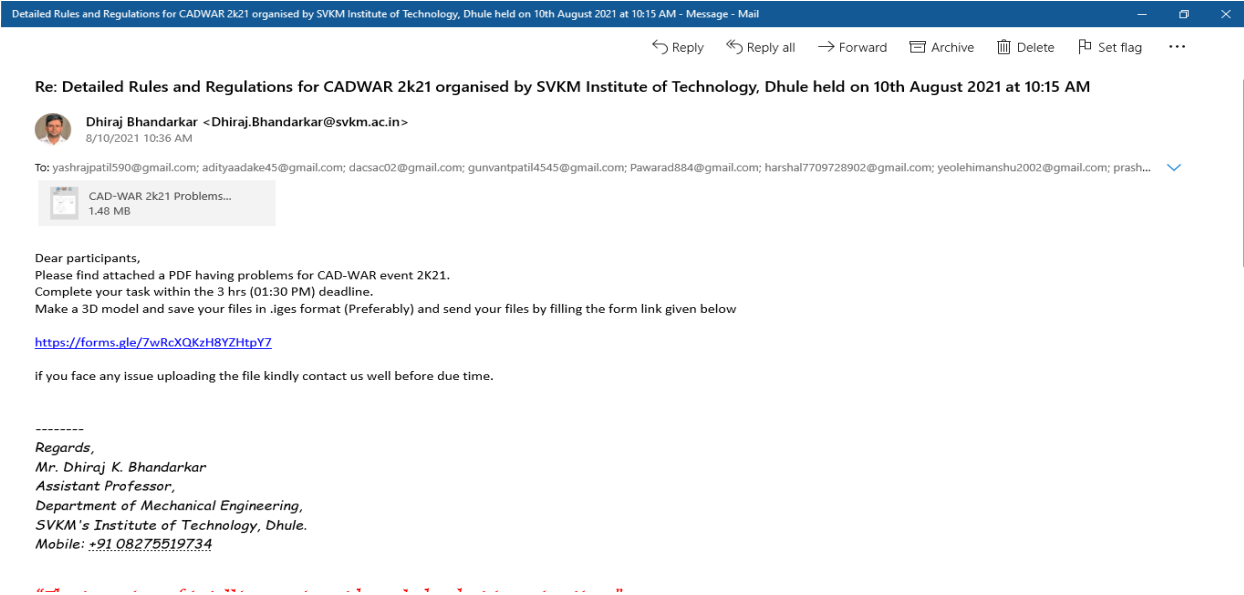 Detailed Rules and Regulations for CADWAR 2k21 organised by SVKM Institute of Technology, Dhule held on 10th August 2021 at 10:15 AM - Message - Mail
Reply Reply all Forward Archive Delete Set flag ...
Re: Detailed Rules and Regulations for CADWAR 2k21 organised by SVKM Institute of Technology, Dhule held on 10th August 2021 at 10:15 AM
Dhiraj Bhandarkar <Dhiraj.Bhandarkar@svkm.ac.in>
8/10/2021 10:36 AM
To: yashrajpatil590@gmail.com; adityaadake45@gmail.com; dacsac02@gmail.com; gunvantpatil4545@gmail.com; Pawarad884@gmail.com; harshal7709728902@gmail.com; yeolehimanshu2002@gmail.com; prash...
CAD-WAR 2k21 Problems...
1.48 MB
Dear participants,
Please find attached a PDF having problems for CAD-WAR event 2K21.
Complete your task within the 3 hrs (01:30 PM) deadline.
Make a 3D model and save your files in .iges format (Preferably) and send your files by filling the form link given below
https://forms.gle/7wRcXQKzH8YZHtpY7
if you face any issue uploading the file kindly contact us well before due time.
--------
Regards,
Mr. Dhiraj K. Bhandarkar
Assistant Professor,
Department of Mechanical Engineering,
SVKM's Institute of Technology, Dhule.
Mobile: +91 08275519734